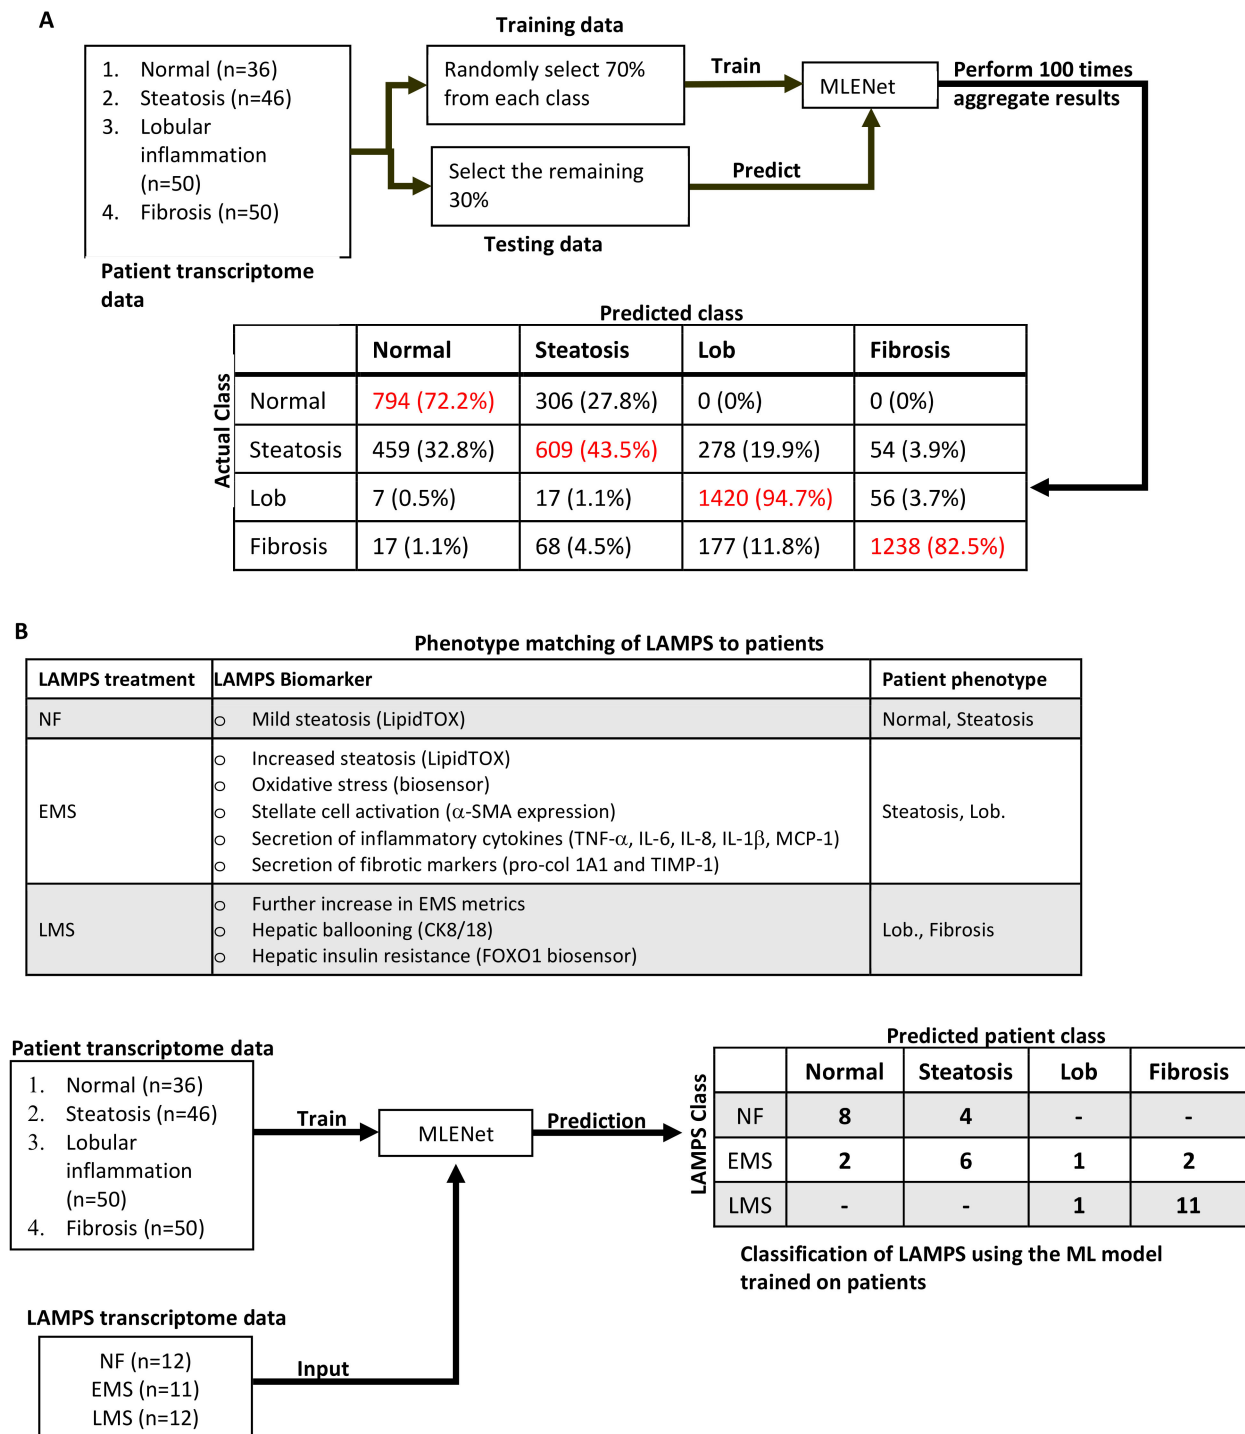 A
Training data
1. Normal (n=36)
2. Steatosis (n=46)
3. Lobular
inflammation
(n=50)
4. Fibrosis (n=50)
Patient transcriptome
data
Randomly select 70%
from each class
Train
MLENet
Perform 100 times
aggregate results
Select the remaining
30%
Predict
Testing data
Predicted class
Actual Class
Normal Steatosis Lob Fibrosis
Normal 794 (72.2%) 306 (27.8%) 0 (0%) 0 (0%)
Steatosis 459 (32.8%) 609 (43.5%) 278 (19.9%) 54 (3.9%)
Lob 7 (0.5%) 17 (1.1%) 1420 (94.7%) 56 (3.7%)
Fibrosis 17 (1.1%) 68 (4.5%) 177 (11.8%) 1238 (82.5%)
B
Phenotype matching of LAMPS to patients
LAMPS treatment LAMPS Biomarker Patient phenotype
NF o Mild steatosis (LipidTOX) Normal, Steatosis
o Increased steatosis (LipidTOX)
o Oxidative stress (biosensor)
EMS o Stellate cell activation (α-SMA expression) Steatosis, Lob.
o Secretion of inflammatory cytokines (TNF-α, IL-6, IL-8, IL-1β, MCP-1)
o Secretion of fibrotic markers (pro-col 1A1 and TIMP-1)
o Further increase in EMS metrics
LMS o Hepatic ballooning (CK8/18) Lob., Fibrosis
o Hepatic insulin resistance (FOXO1 biosensor)
Patient transcriptome data
1. Normal (n=36)
2. Steatosis (n=46)
3. Lobular
inflammation
(n=50)
4. Fibrosis (n=50)
Train
MLENet
Prediction
Predicted patient class
LAMPS Class
Normal Steatosis Lob Fibrosis
NF 8 4 - -
EMS 2 6 1 2
LMS - - 1 11
Classification of LAMPS using the ML model
trained on patients
LAMPS transcriptome data
NF (n=12)
EMS (n=11)
LMS (n=12)
Input